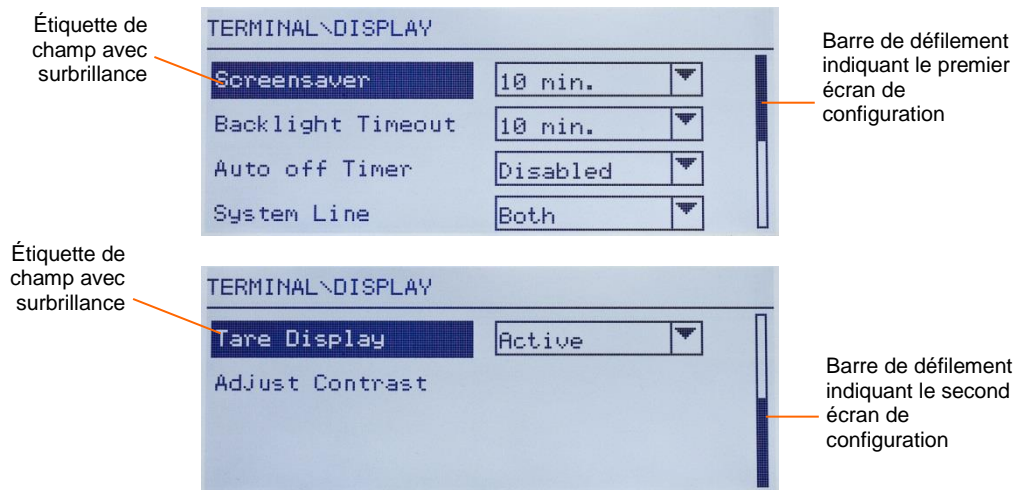 Étiquette de
champ avec
surbrillance
TERMINAL\DISPLAY
Screensaver 10 min.
Backlight Timeout 10 min.
Auto off Timer Disabled
System Line Both
Barre de défilement
indiquant le premier
écran de
configuration
Étiquette de
champ avec
surbrillance
TERMINAL\DISPLAY
Tare Display Active
Adjust Contrast
Barre de défilement
indiquant le second
écran de
configuration